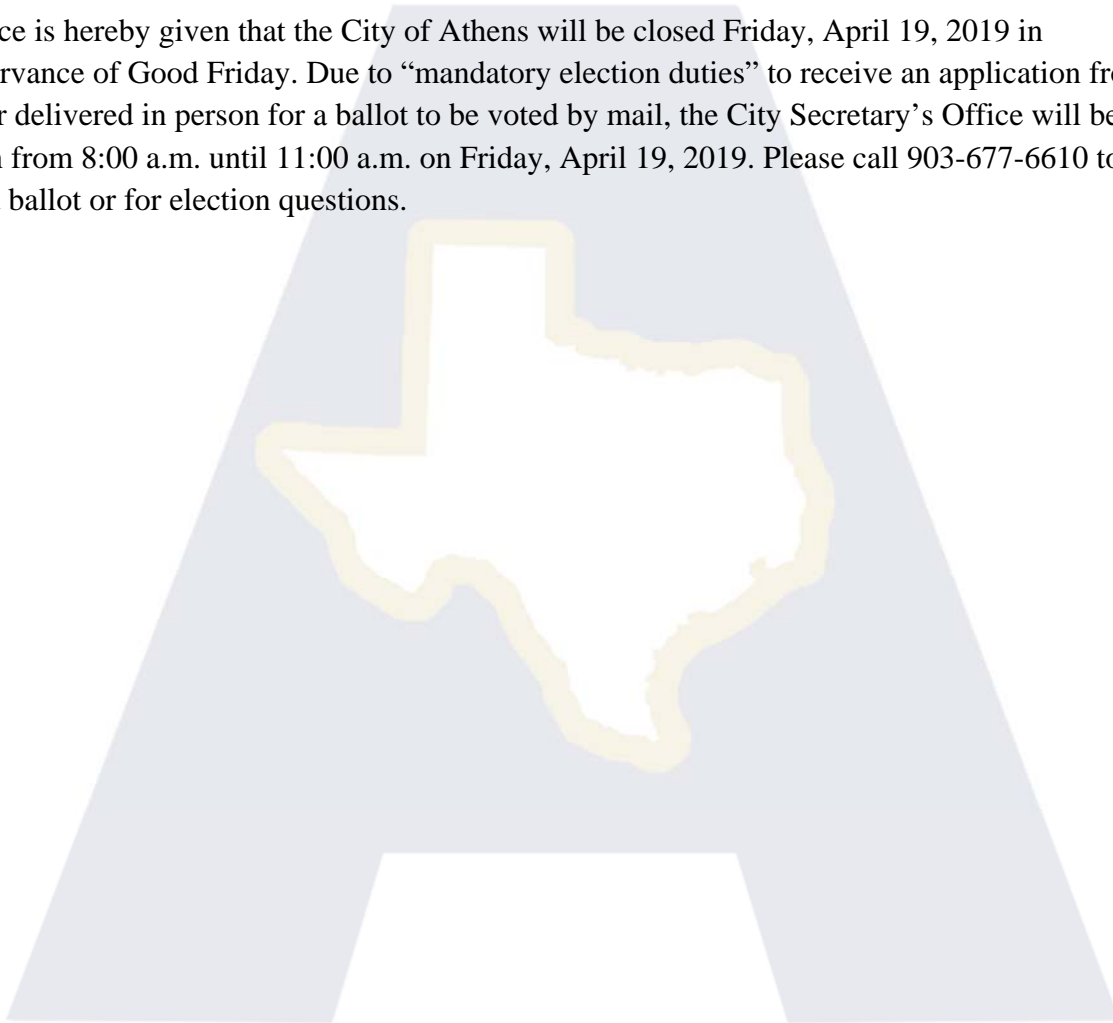 ce is hereby given that the City of Athens will be closed Friday, April 19, 2019 in
rvance of Good Friday. Due to “mandatory election duties” to receive an application fro
r delivered in person for a ballot to be voted by mail, the City Secretary’s Office will be
n from 8:00 a.m. until 11:00 a.m. on Friday, April 19, 2019. Please call 903-677-6610 to
ballot or for election questions.